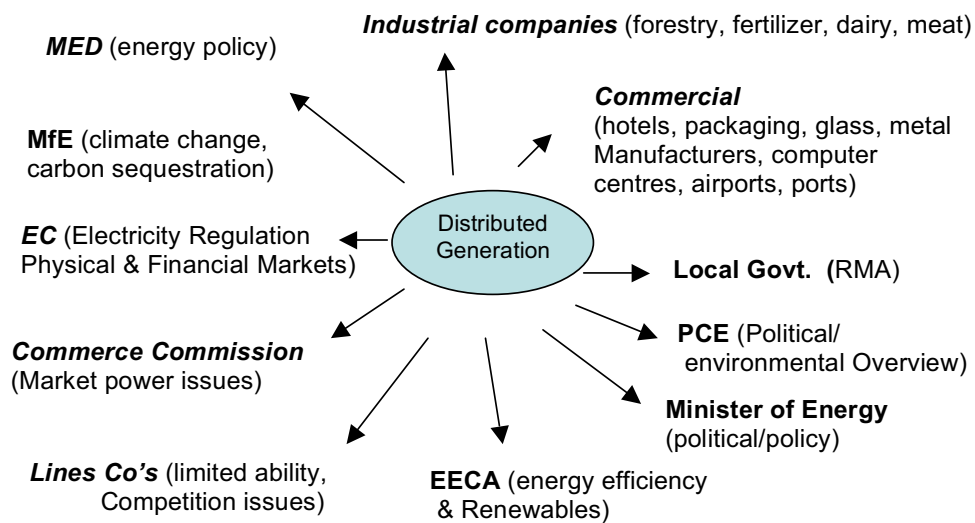 Industrial companies (forestry, fertilizer, dairy, meat)
MED (energy policy)
Commercial
(hotels, packaging, glass, metal
Manufacturers, computer
centres, airports, ports)
MfE (climate change,
carbon sequestration)
Distributed
Generation
EC (Electricity Regulation
Physical & Financial Markets)
Local Govt. (RMA)
PCE (Political/
environmental Overview)
Commerce Commission
(Market power issues)
Minister of Energy
(political/policy)
Lines Co's (limited ability,
Competition issues)
EECA (energy efficiency
& Renewables)